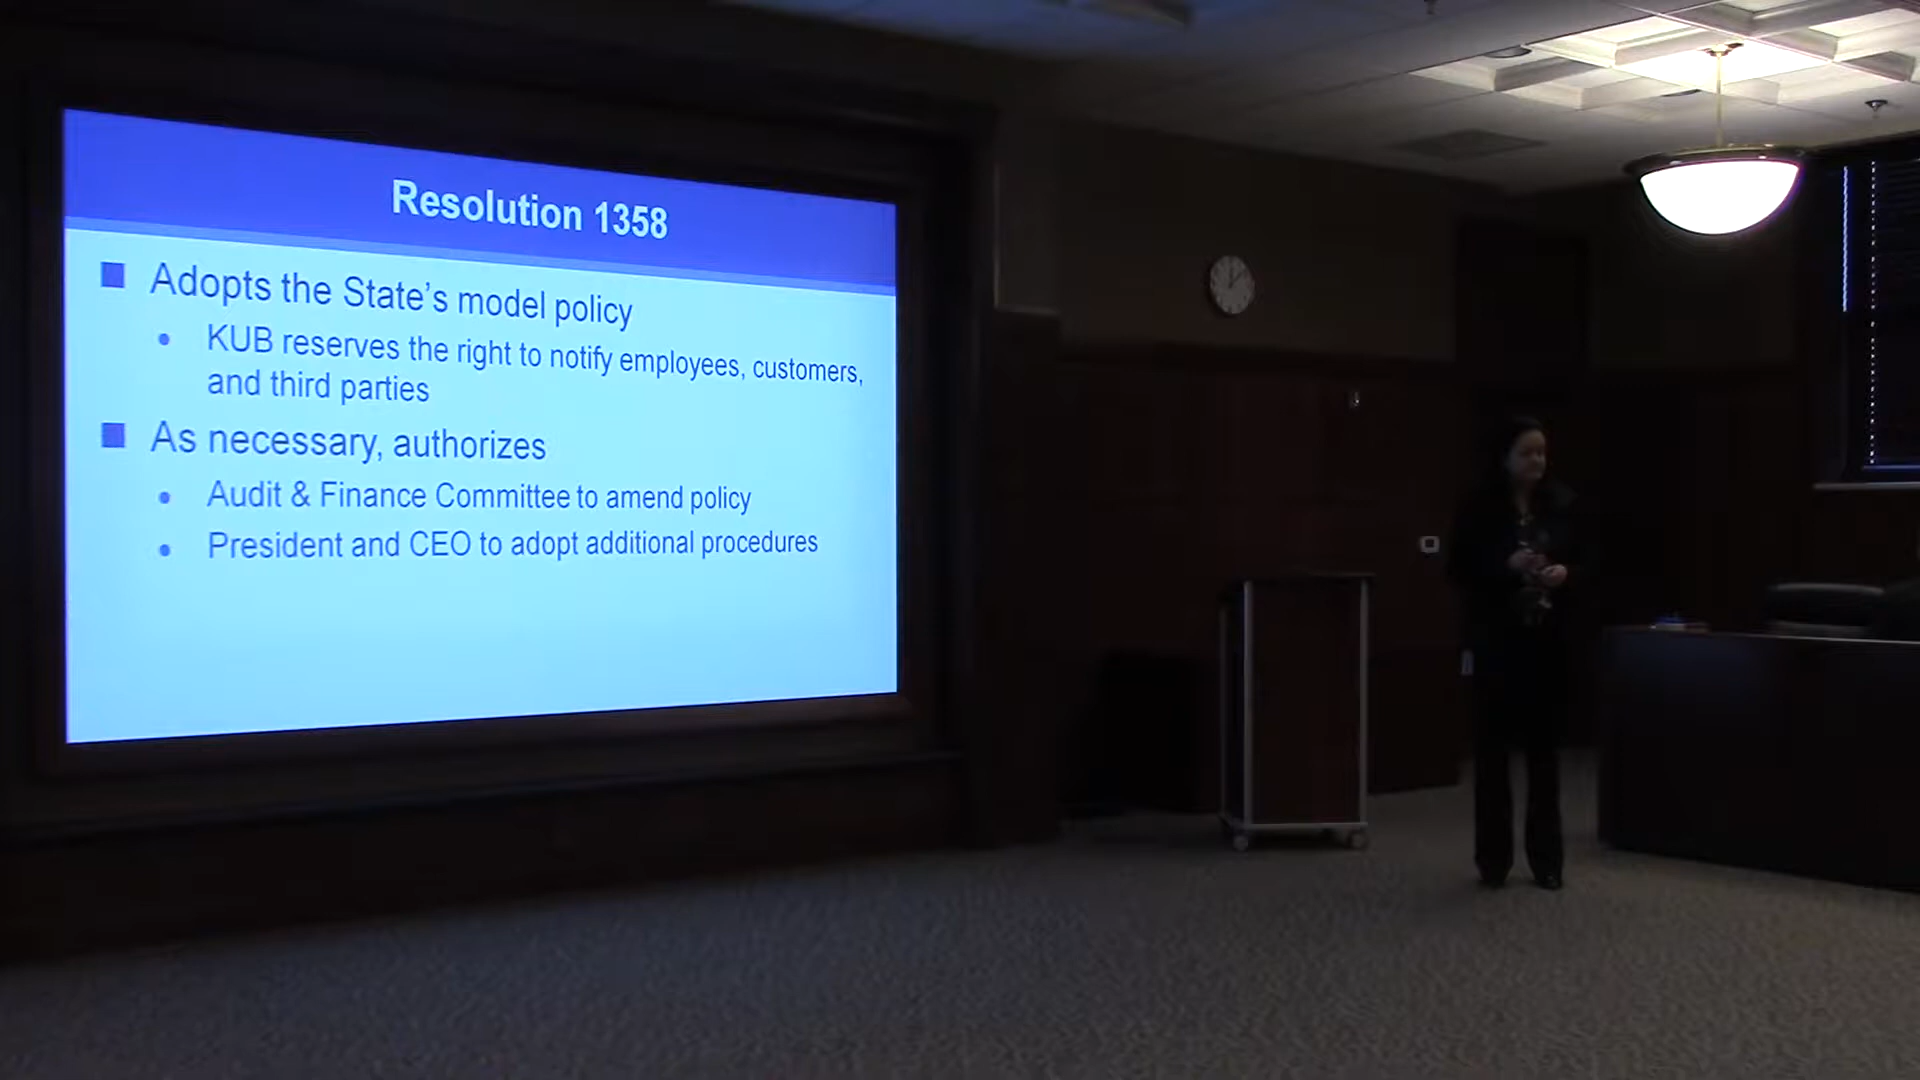 Resolution 1358
Adopts the State's model policy
KUB reserves the right to notify employees, customers,
and third parties
As necessary, authorizes
Audit & Finance Committee to amend policy
President and CEO to adopt additional procedures